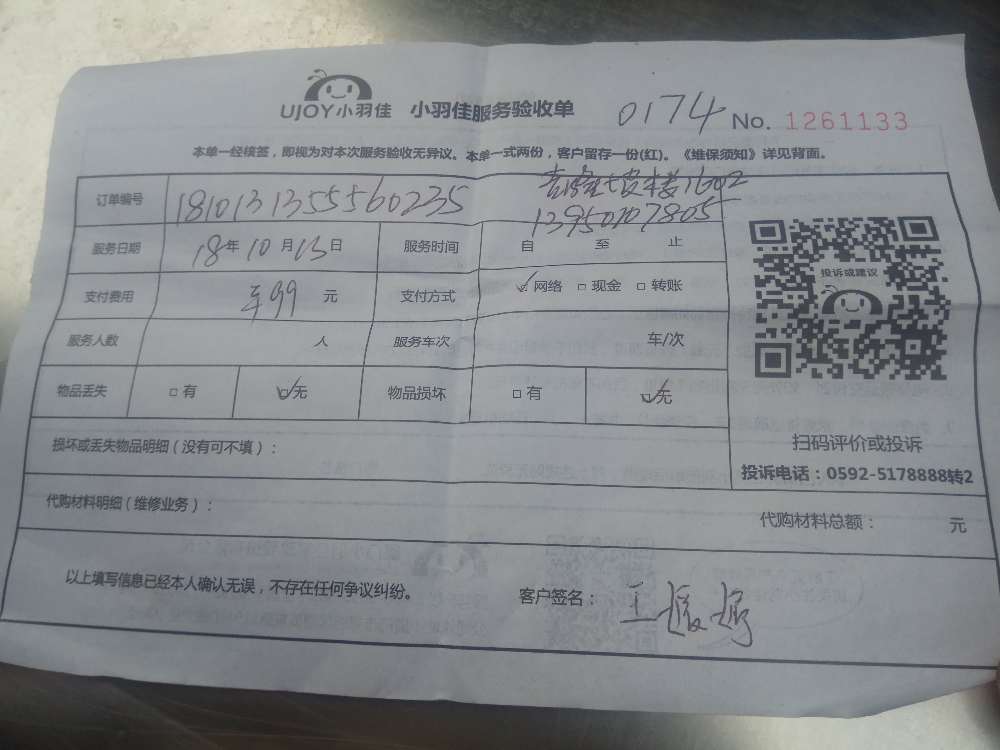 UJOY小羽佳 小羽佳服务验收单 0174 No. 1261133
本单一经核签，即视为对本次服务验收无异议。本单一式两份，客户留存一份(红)。《维保须知》详见背面。
订单编号 1810131355560235 1602
13950107805
服务日期 18年10月13日 服务时间 自 至 止
支付费用 ¥99 元 支付方式 ☑网络 □现金 □转账
服务人数 人 服务车次 车/次
物品丢失 □有 ☑无 物品损坏 □有 ☑无
投诉或建议
扫码评价或投诉
投诉电话：0592-5178888转2
损坏或丢失物品明细（没有可不填）：
代购材料明细（维修业务）： 代购材料总额： 元
以上填写信息已经本人确认无误，不存在任何争议纠纷。 客户签名：王